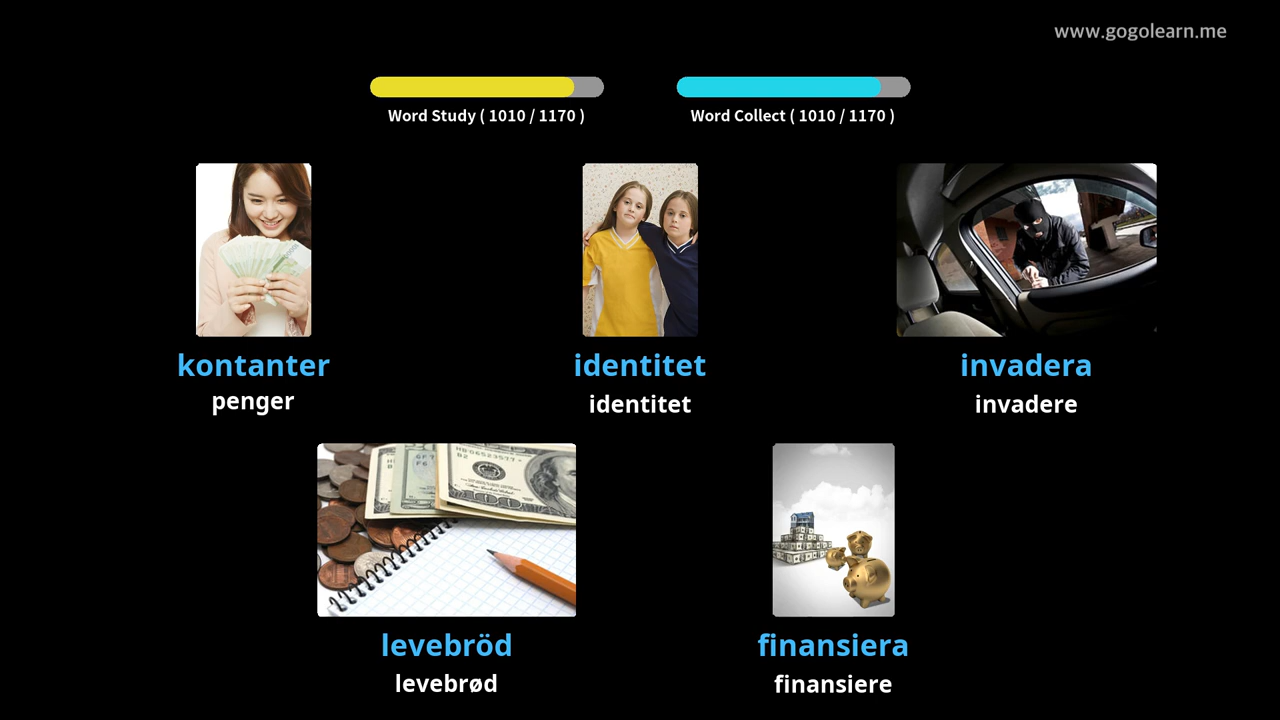 www.gogolearn.me
Word Study ( 1010 / 1170 )
Word Collect ( 1010 / 1170 )
kontanter
penger
identitet
identitet
invadera
invadere
levebröd
levebrød
finansiera
finansiere